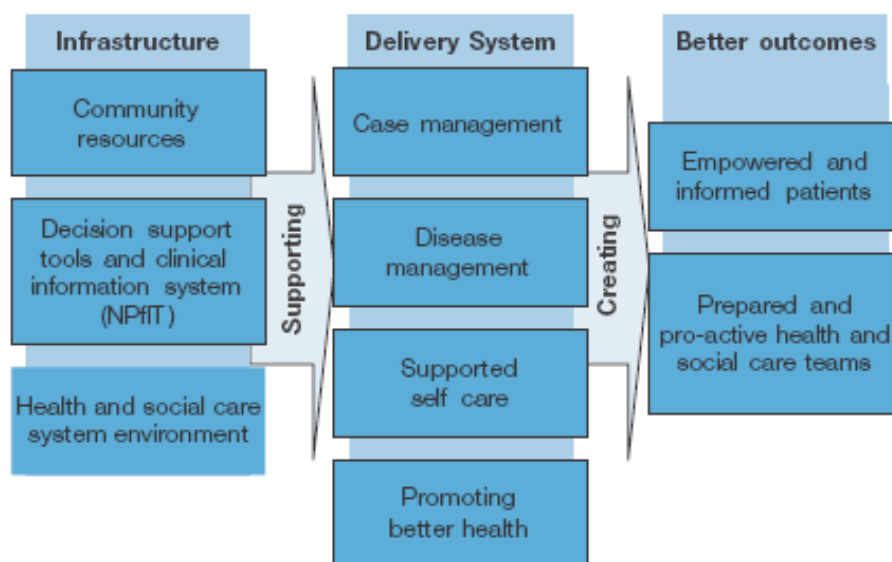 Infrastructure
Community
resources
Decision support
tools and clinical
information system
(NPfIT)
Health and social care
system environment
Supporting
Delivery System
Case management
Disease
management
Supported
self care
Promoting
better health
Creating
Better outcomes
Empowered and
informed patients
Prepared and
pro-active health and
social care teams